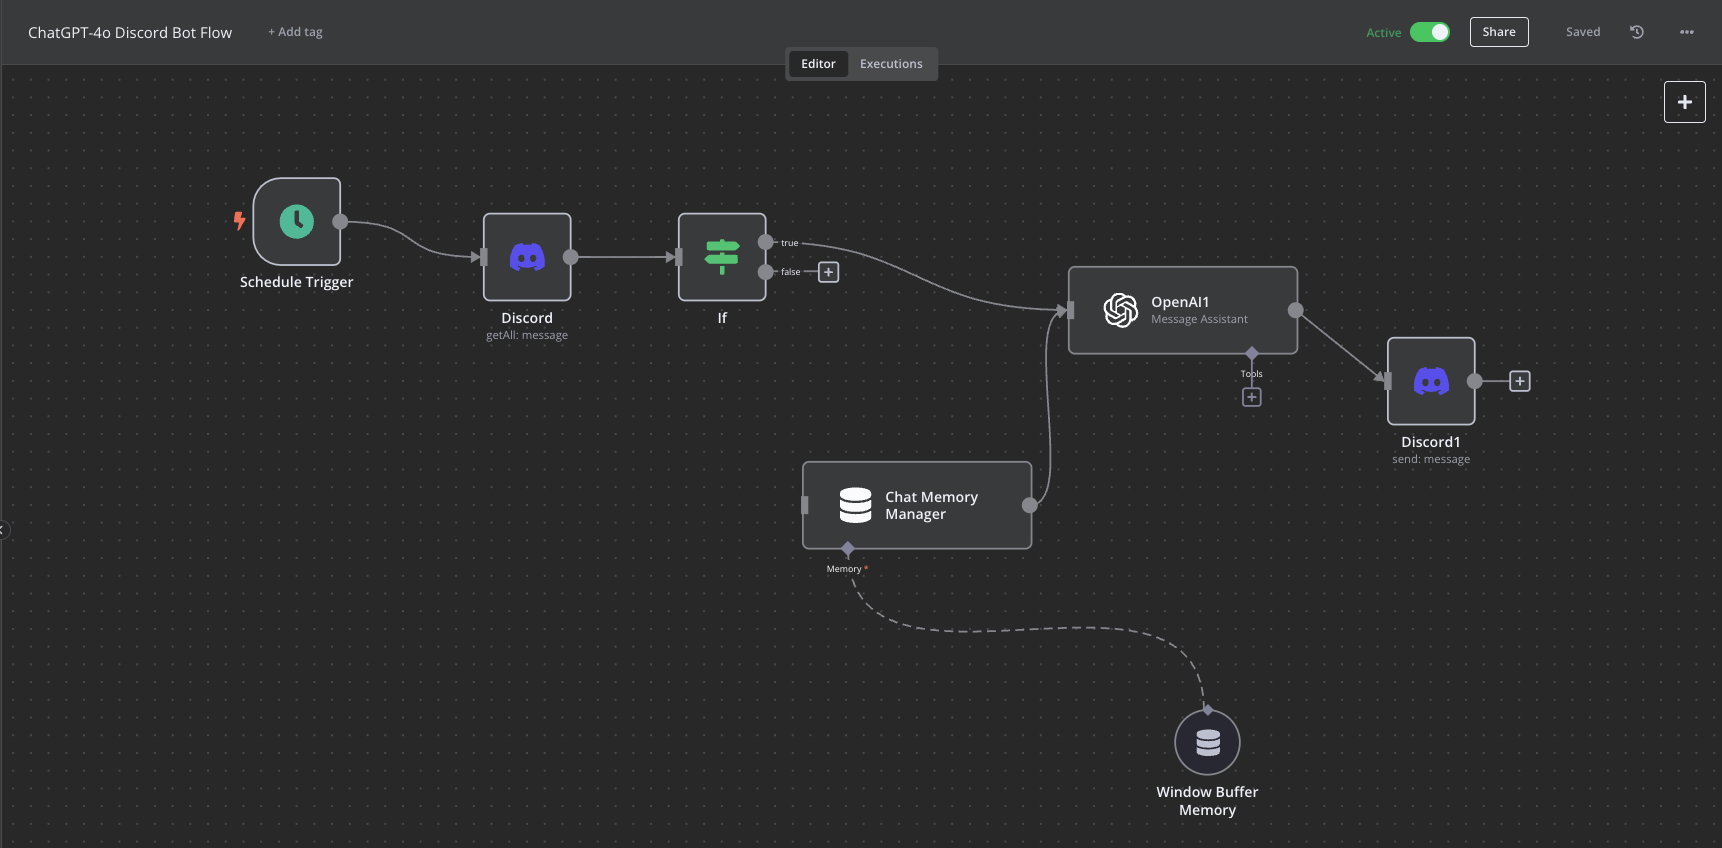 ChatGPT-4o Discord Bot Flow
+ Add tag
Active
Share
Saved
Editor
Executions
Schedule Trigger
Discord
getAll: message
If
true
false
OpenAI1
Message Assistant
Tools
Discord1
send: message
Chat Memory
Manager
Memory *
Window Buffer
Memory